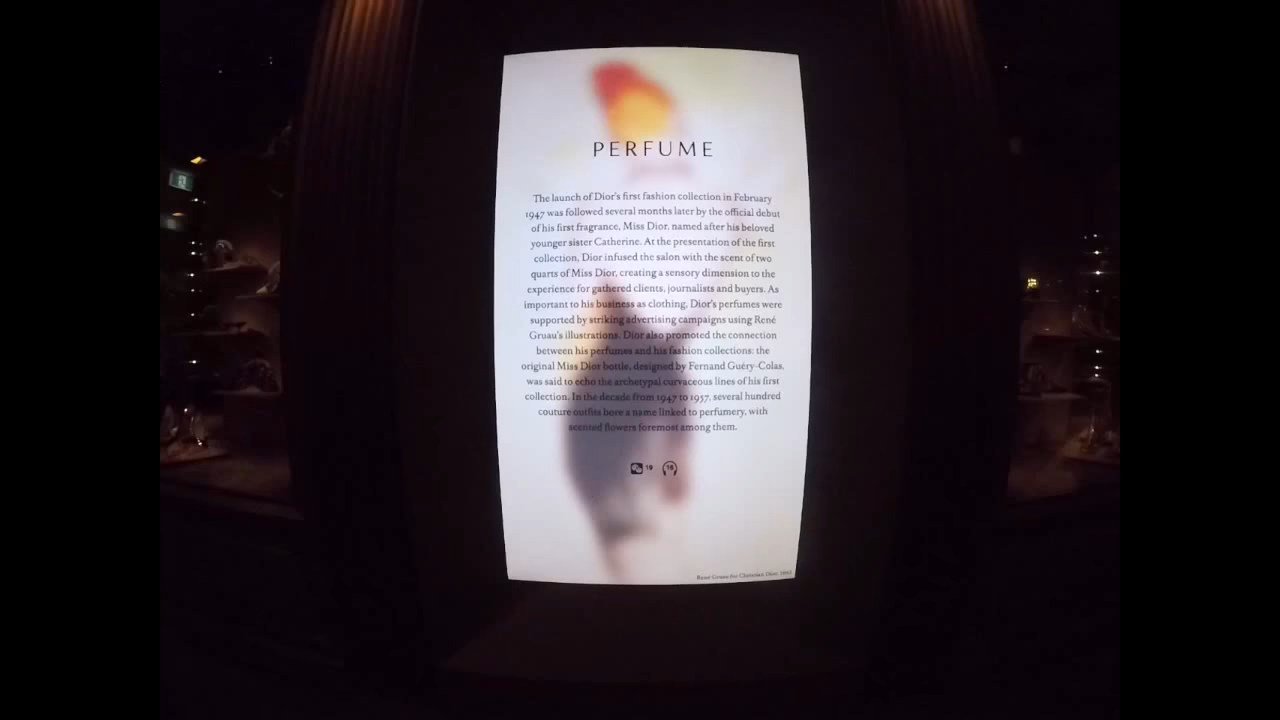 PERFUME
The launch of Dior's first fashion collection in February
1947 was followed several months later by the official debut
of his first fragrance, Miss Dior, named after his beloved
younger sister Catherine. At the presentation of the first
collection, Dior infused the salon with the scent of two
quarts of Miss Dior, creating a sensory dimension to the
experience for gathered clients, journalists and buyers. As
important to his business as clothing, Dior's perfumes were
supported by striking advertising campaigns using René
Gruau's illustrations. Dior also promoted the connection
between his perfumes and his fashion collections: the
original Miss Dior bottle, designed by Fernand Guéry-Colas,
was said to echo the archetypal curvaceous lines of his first
collection. In the decade from 1947 to 1957, several hundred
couture outfits bore a name linked to perfumery, with
scented flowers foremost among them.
19 16
René Gruau for Christian Dior